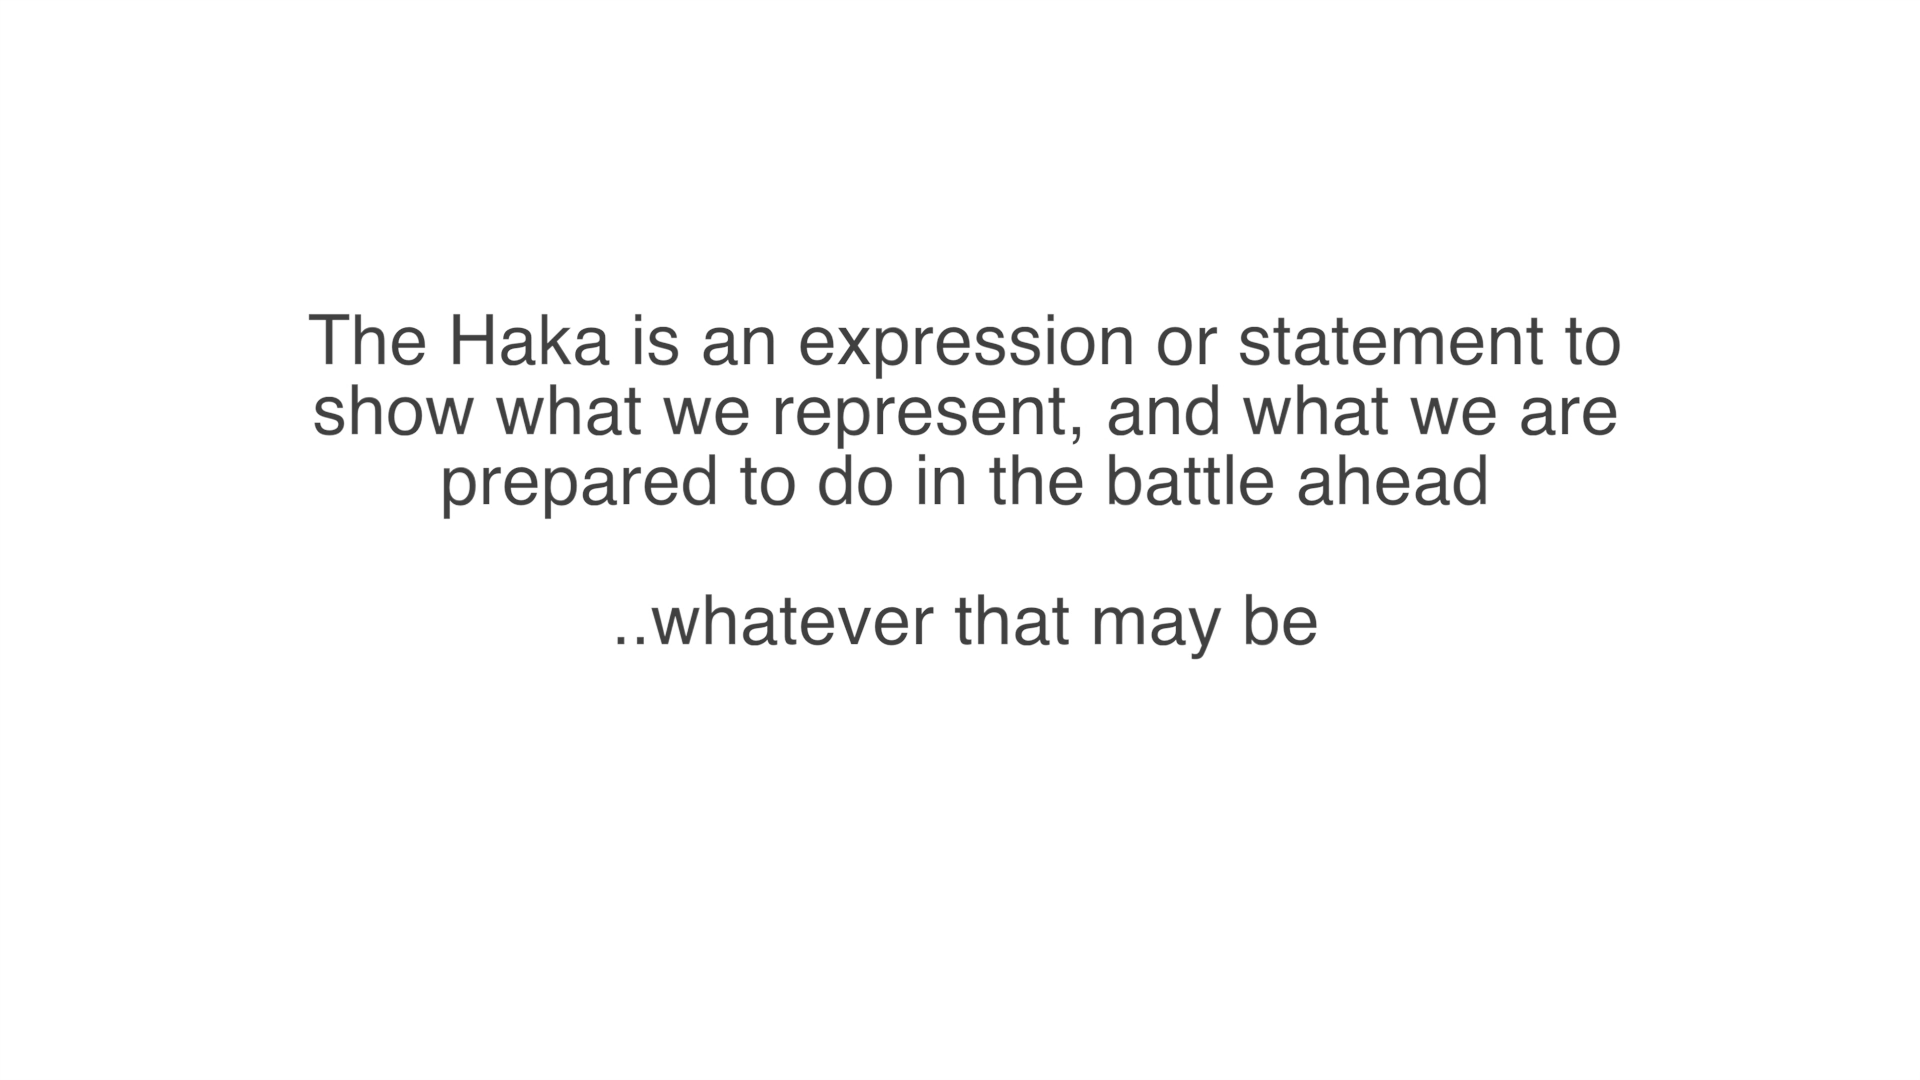 The Haka is an expression or statement to
show what we represent, and what we are
prepared to do in the battle ahead
..whatever that may be